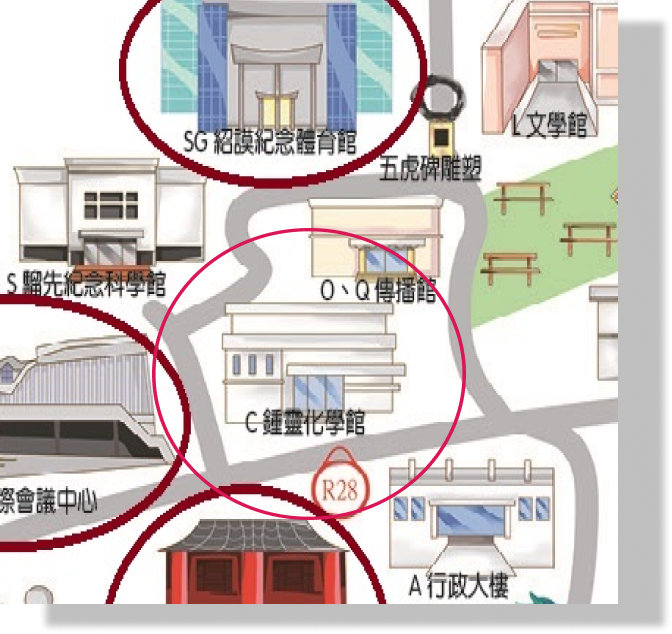 SG 紹謨紀念體育館
L 文學館
五虎碑雕塑
S 騮先紀念科學館
O、Q 傳播館
C 鍾靈化學館
R28
際會議中心
A 行政大樓